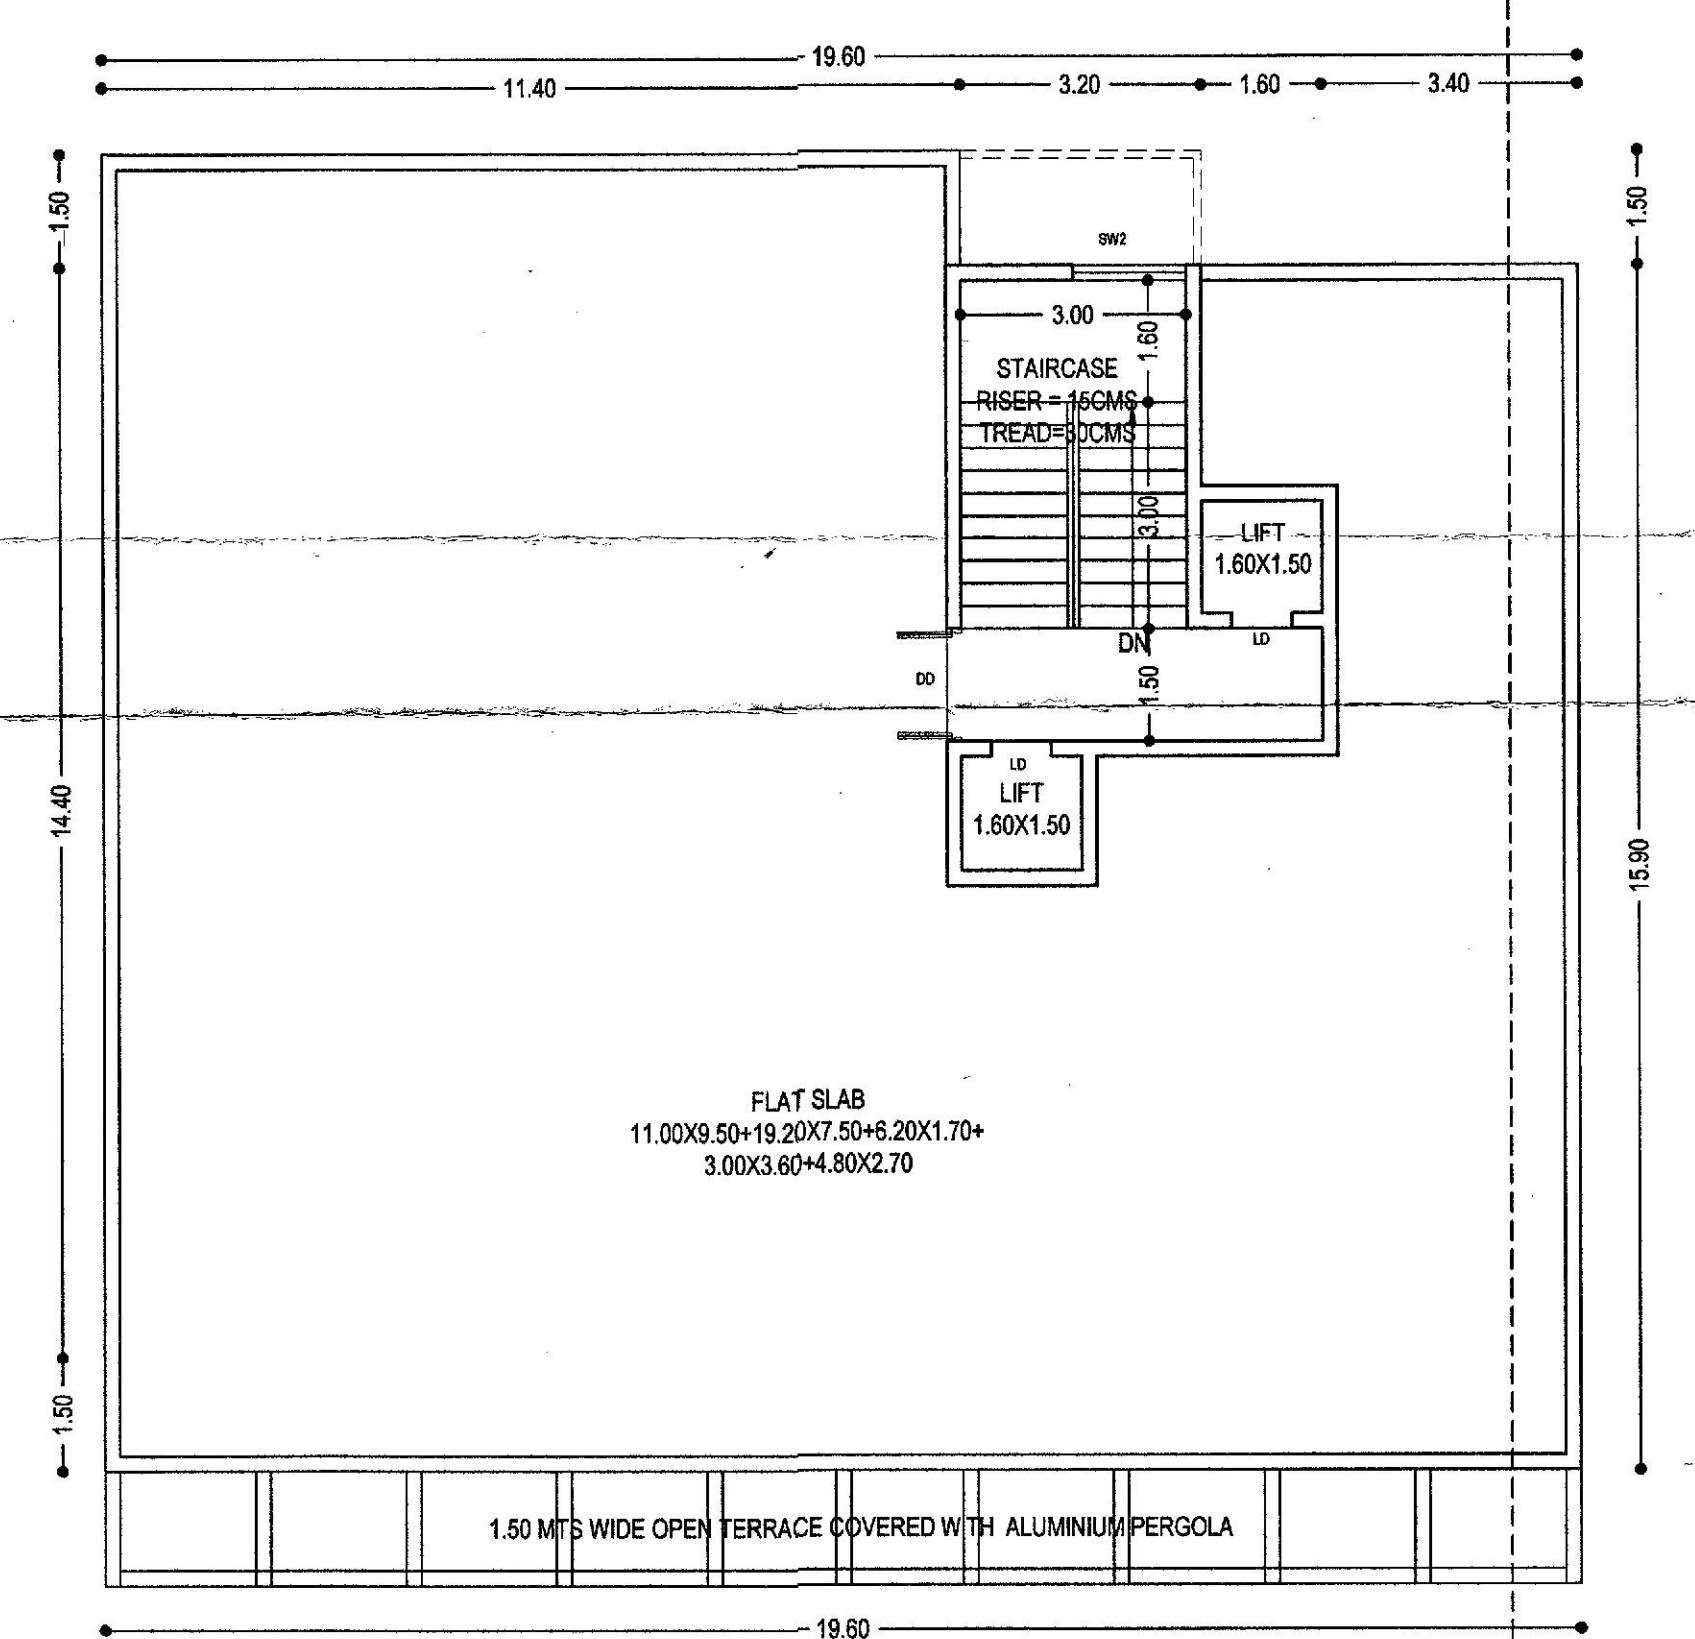 19.60
11.40
3.20
1.60
3.40
1.50
1.50
SW2
3.00
1.60
STAIRCASE
RISER = 15CMS
TREAD=30CMS
3.00
LIFT
1.60X1.50
DN
LD
DD
1.50
LD
LIFT
1.60X1.50
14.40
15.90
FLAT SLAB
11.00X9.50+19.20X7.50+6.20X1.70+
3.00X3.60+4.80X2.70
1.50
1.50 MTS WIDE OPEN TERRACE COVERED WITH ALUMINIUM PERGOLA
19.60